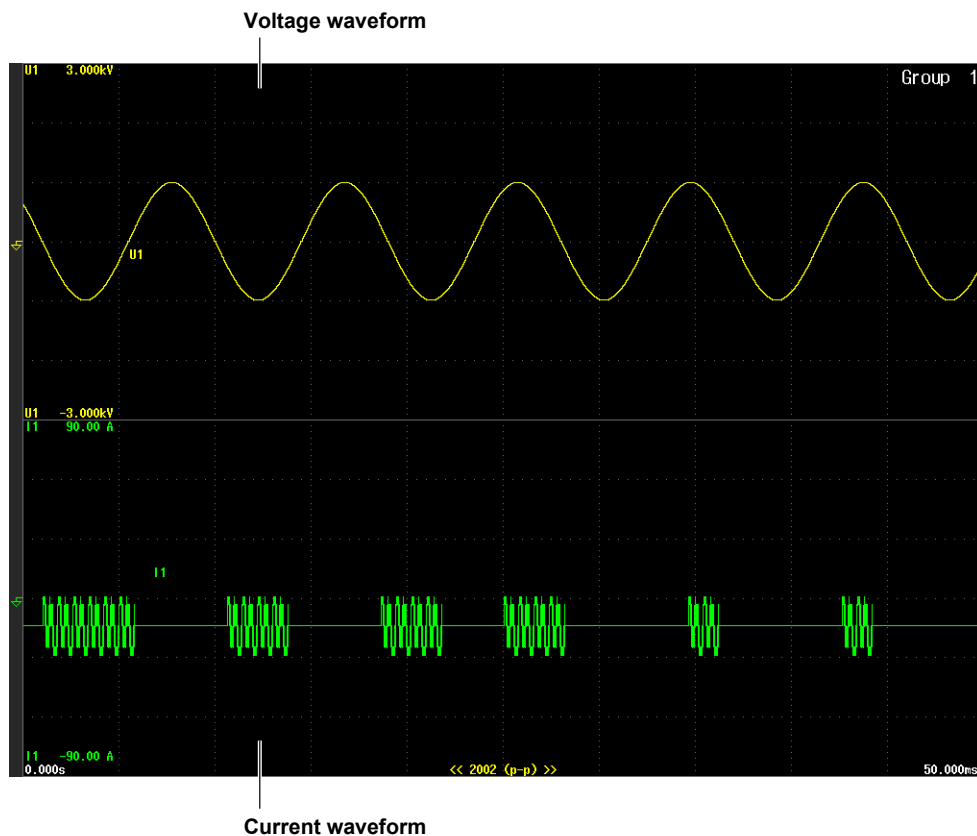 Voltage waveform
U1 3.000kV
Group 1
U1
U1 -3.000kV
I1 90.00 A
I1
I1 -90.00 A
0.000s
<< 2002 (p-p) >>
50.000ms
Current waveform